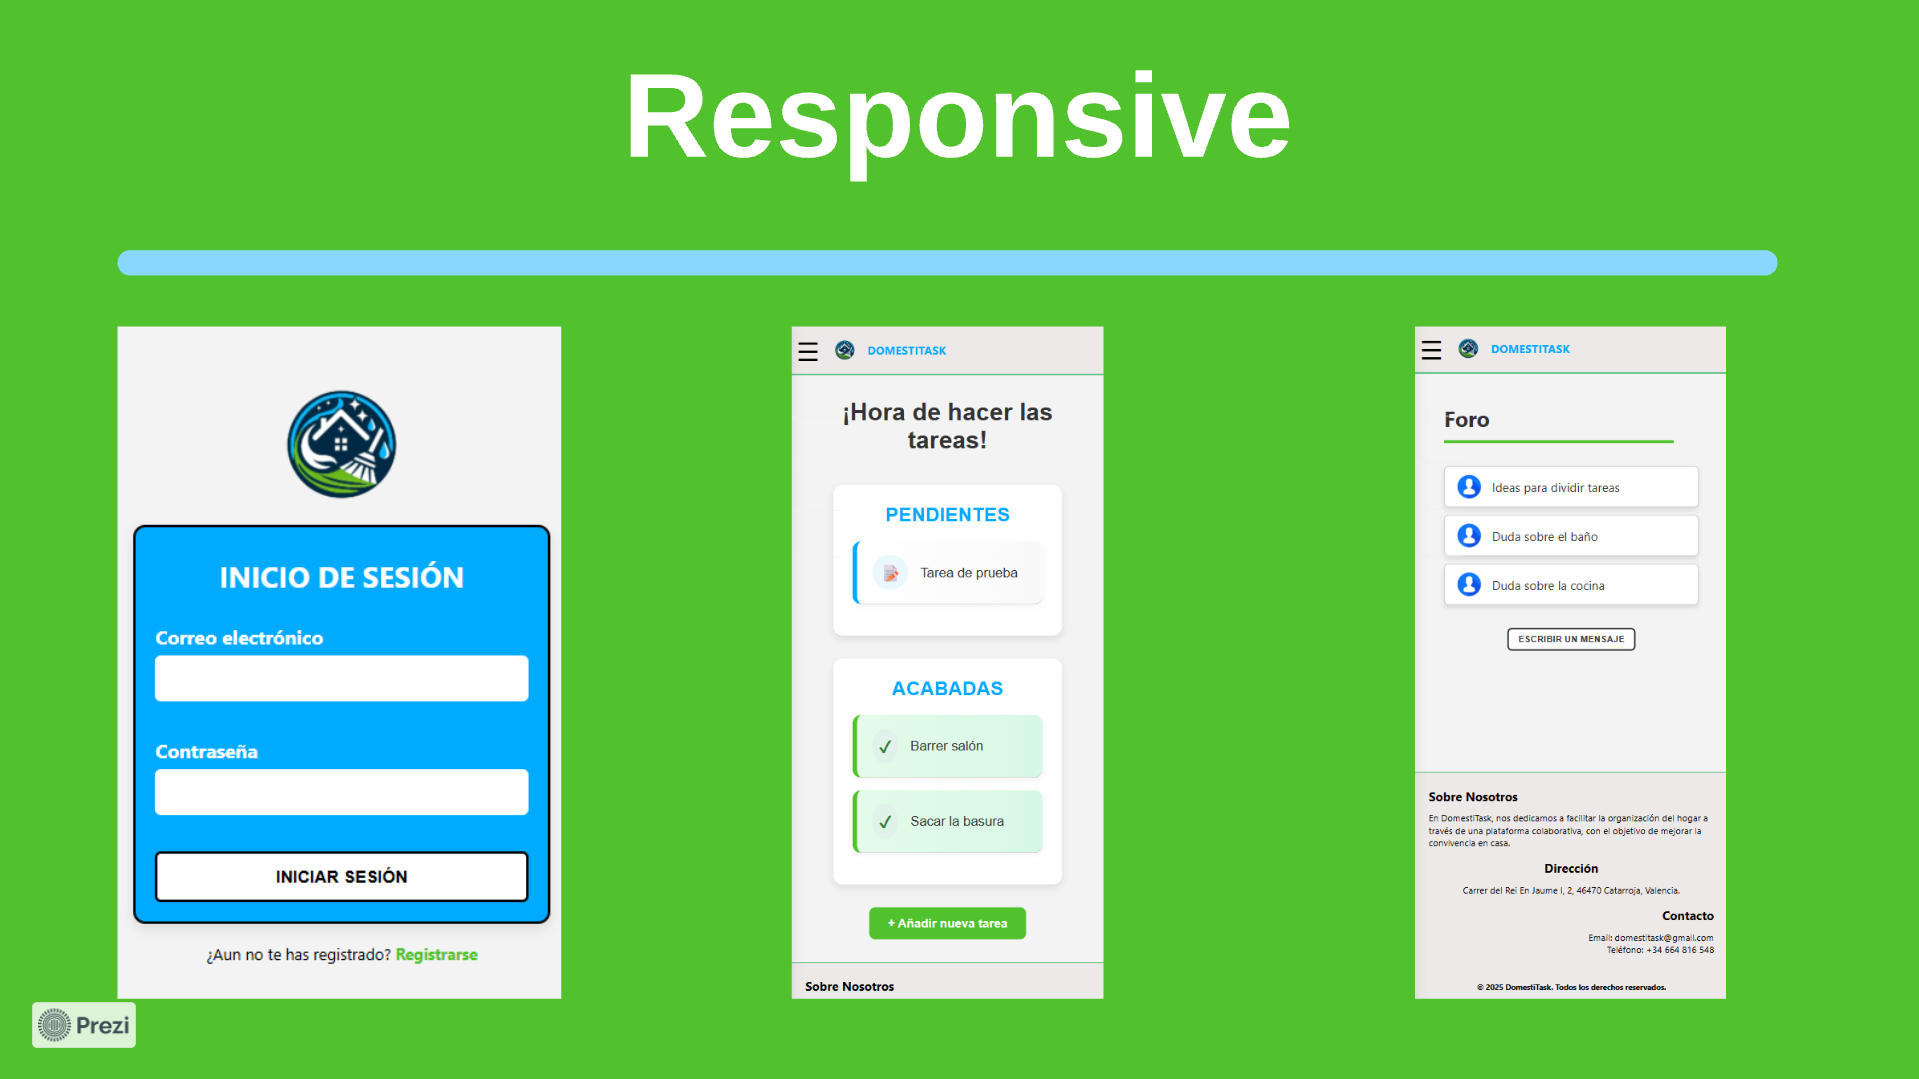 Responsive
INICIO DE SESIÓN
Correo electrónico
Contraseña
INICIAR SESIÓN
¿Aun no te has registrado? Registrarse
DOMESTITASK
¡Hora de hacer las
tareas!
PENDIENTES
Tarea de prueba
ACABADAS
Barrer salón
Sacar la basura
+ Añadir nueva tarea
Sobre Nosotros
DOMESTITASK
Foro
Ideas para dividir tareas
Duda sobre el baño
Duda sobre la cocina
ESCRIBIR UN MENSAJE
Sobre Nosotros
En DomestiTask, nos dedicamos a facilitar la organización del hogar a
través de una plataforma colaborativa, con el objetivo de mejorar la
convivencia en casa.
Dirección
Carrer del Rei En Jaume I, 2, 46470 Catarroja, Valencia.
Contacto
Email: domestitask@gmail.com
Teléfono: +34 664 816 548
© 2025 DomestiTask. Todos los derechos reservados.
Prezi